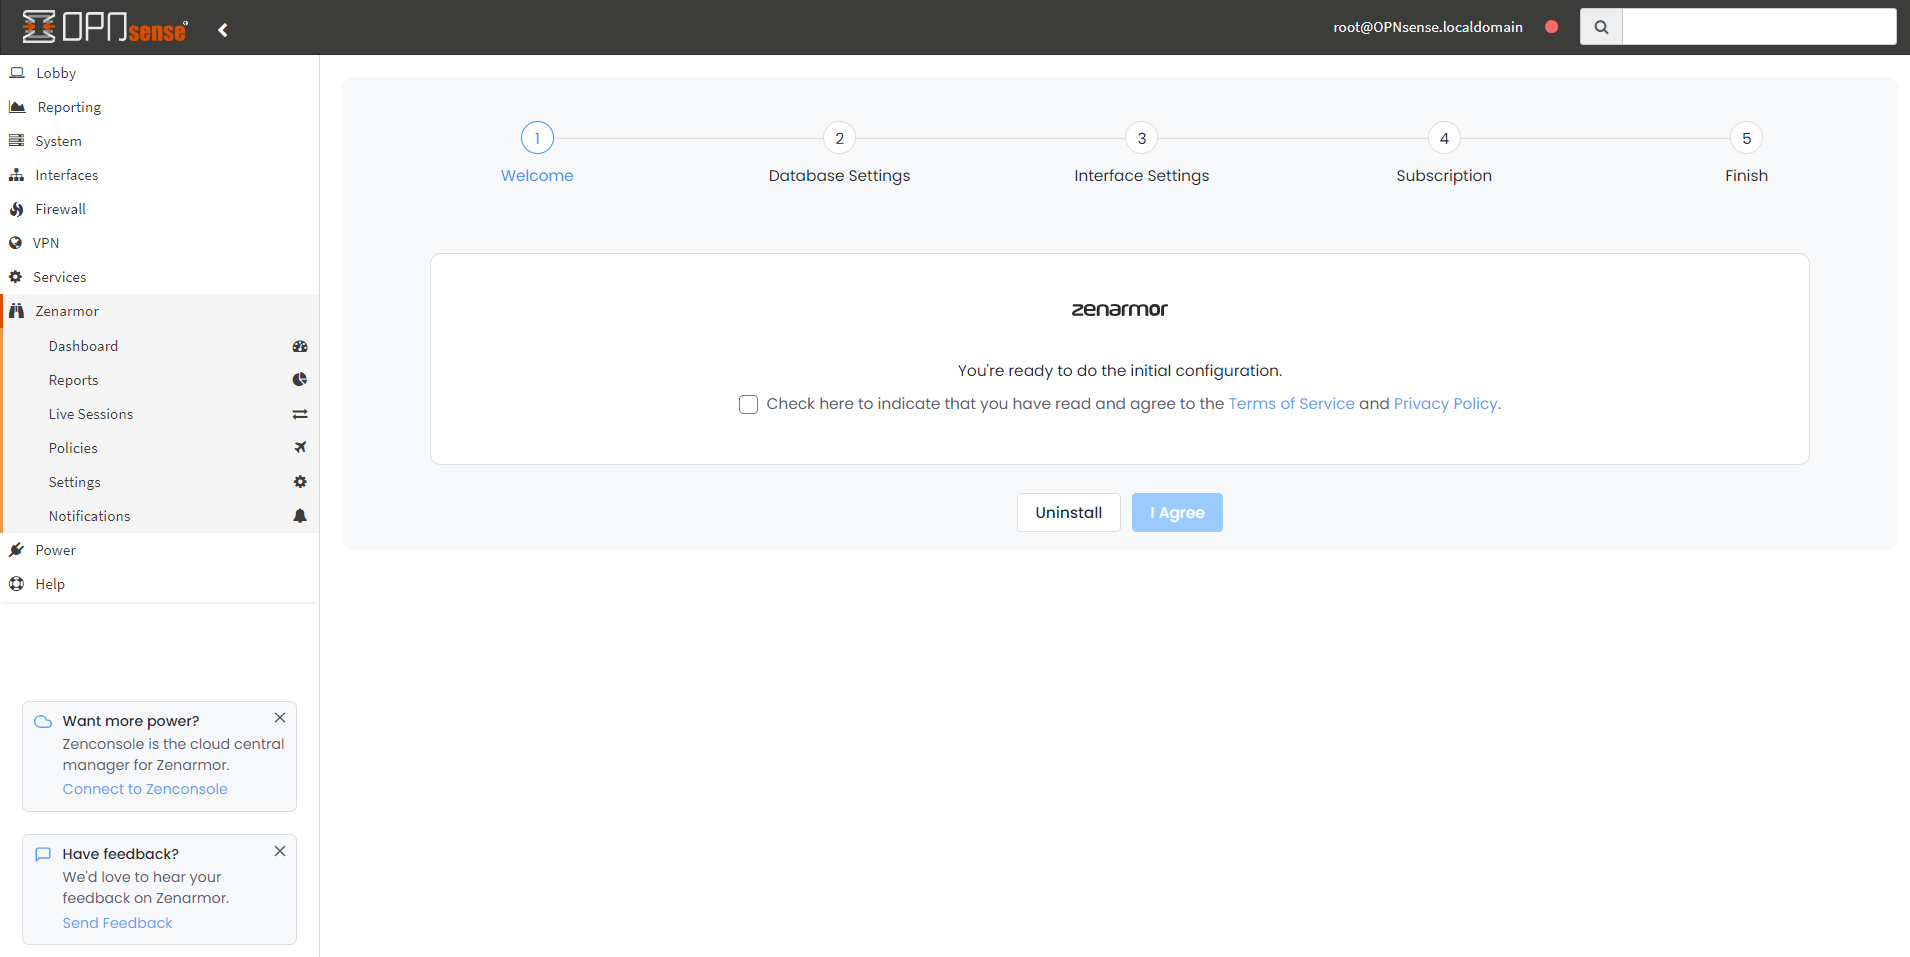 OPNsense
root@OPNsense.localdomain
Lobby
Reporting
System
Interfaces
Firewall
VPN
Services
Zenarmor
Dashboard
Reports
Live Sessions
Policies
Settings
Notifications
Power
Help
Want more power?
Zenconsole is the cloud central
manager for Zenarmor.
Connect to Zenconsole
Have feedback?
We'd love to hear your
feedback on Zenarmor.
Send Feedback
1 2 3 4 5
Welcome Database Settings Interface Settings Subscription Finish
zenarmor
You're ready to do the initial configuration.
Check here to indicate that you have read and agree to the Terms of Service and Privacy Policy.
Uninstall I Agree